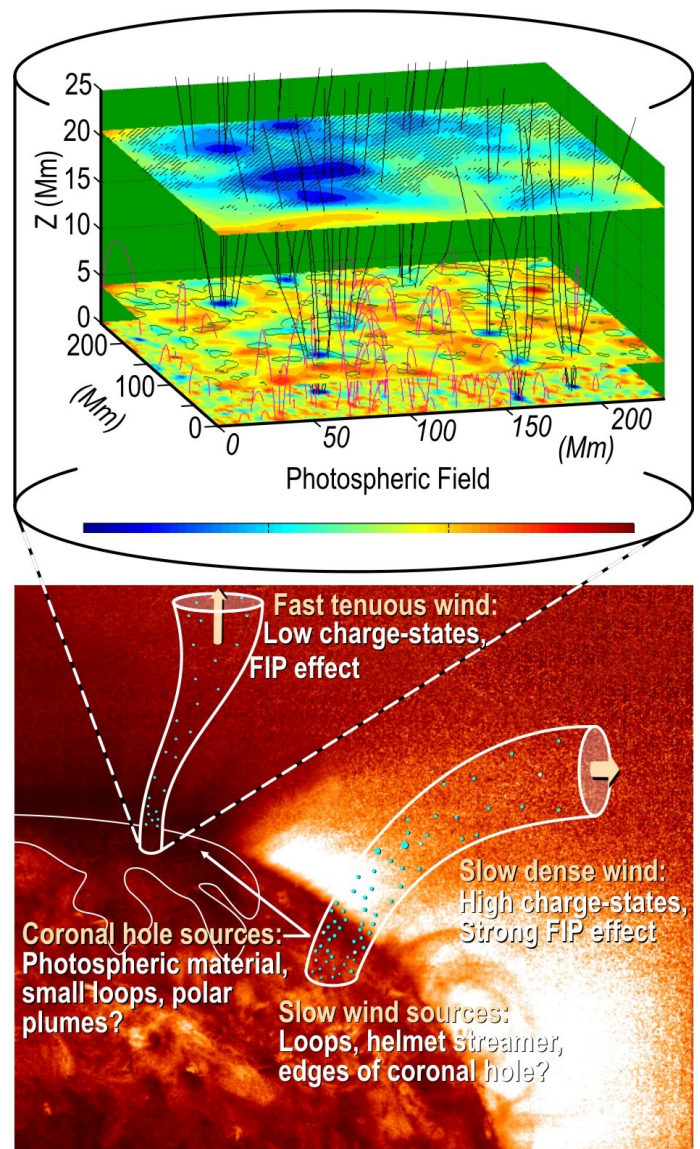 25
20
15
10
5
0
Z (Mm)
200
100
0
(Mm)
0
50
100
150
200
(Mm)
Photospheric Field
Fast tenuous wind:
Low charge-states,
FIP effect
Slow dense wind:
High charge-states,
Strong FIP effect
Coronal hole sources:
Photospheric material,
small loops, polar
plumes?
Slow wind sources:
Loops, helmet streamer,
edges of coronal hole?